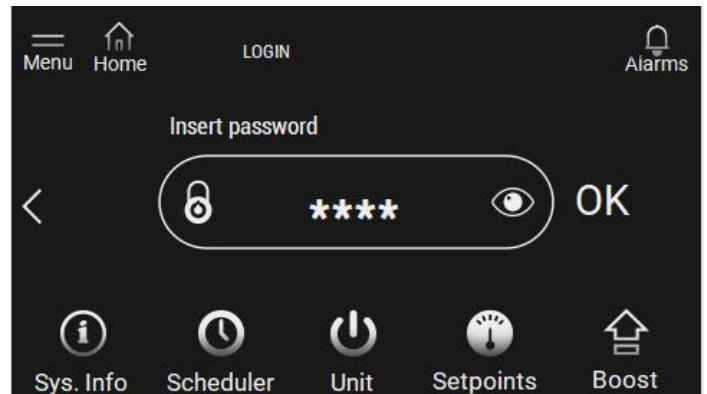 LOGIN
Menu Home Alarms
Insert password
**** OK
Sys. Info Scheduler Unit Setpoints Boost